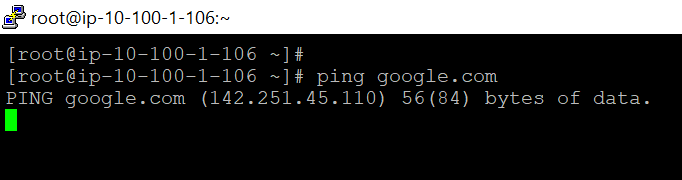 root@ip-10-100-1-106:~
[root@ip-10-100-1-106 ~]#
[root@ip-10-100-1-106 ~]# ping google.com
PING google.com (142.251.45.110) 56(84) bytes of data.